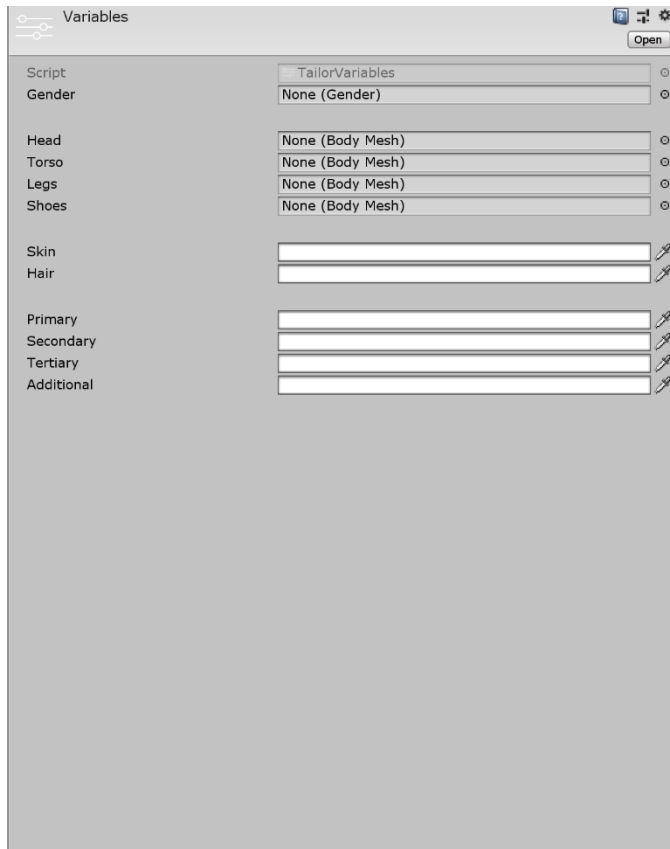 Variables
Open
Script TailorVariables
Gender None (Gender)
Head None (Body Mesh)
Torso None (Body Mesh)
Legs None (Body Mesh)
Shoes None (Body Mesh)
Skin
Hair
Primary
Secondary
Tertiary
Additional